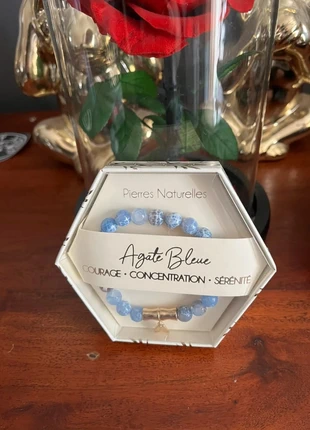 Pierres Naturelles
Agate Bleue
COURAGE • CONCENTRATION • SÉRÉNITÉ